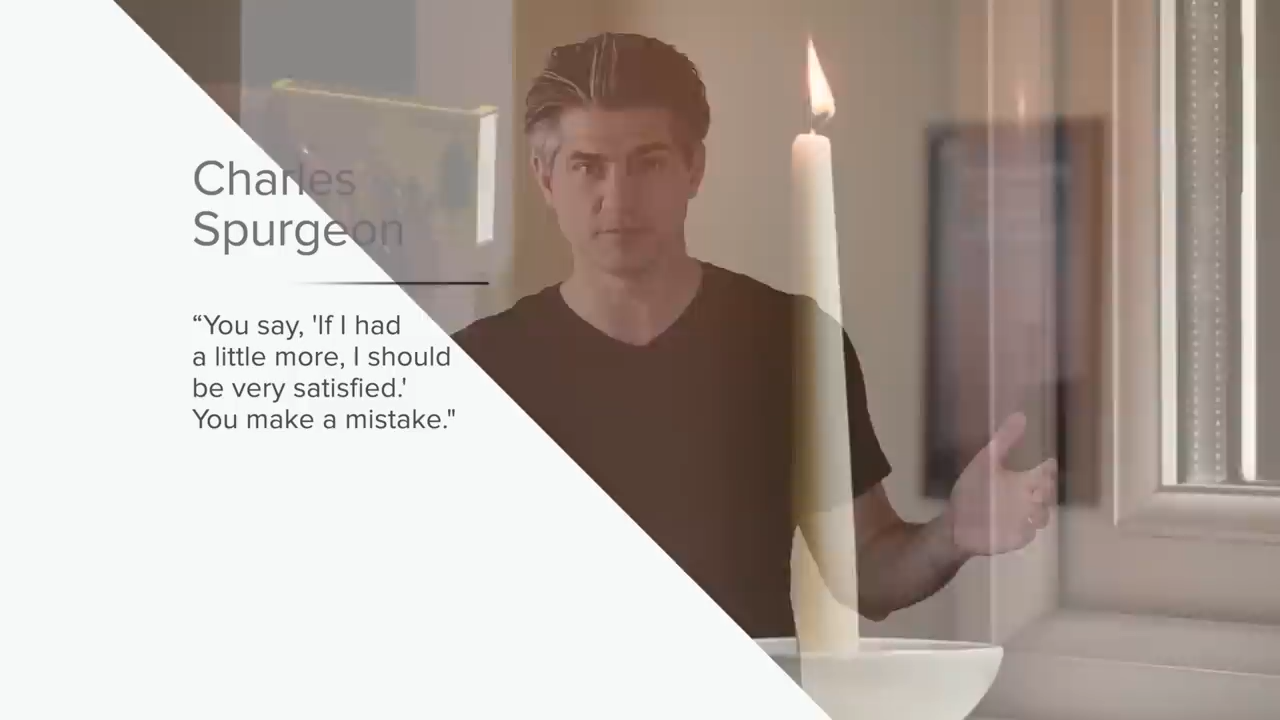 Charles
Spurgeon
“You say, 'If I had
a little more, I should
be very satisfied.'
You make a mistake."